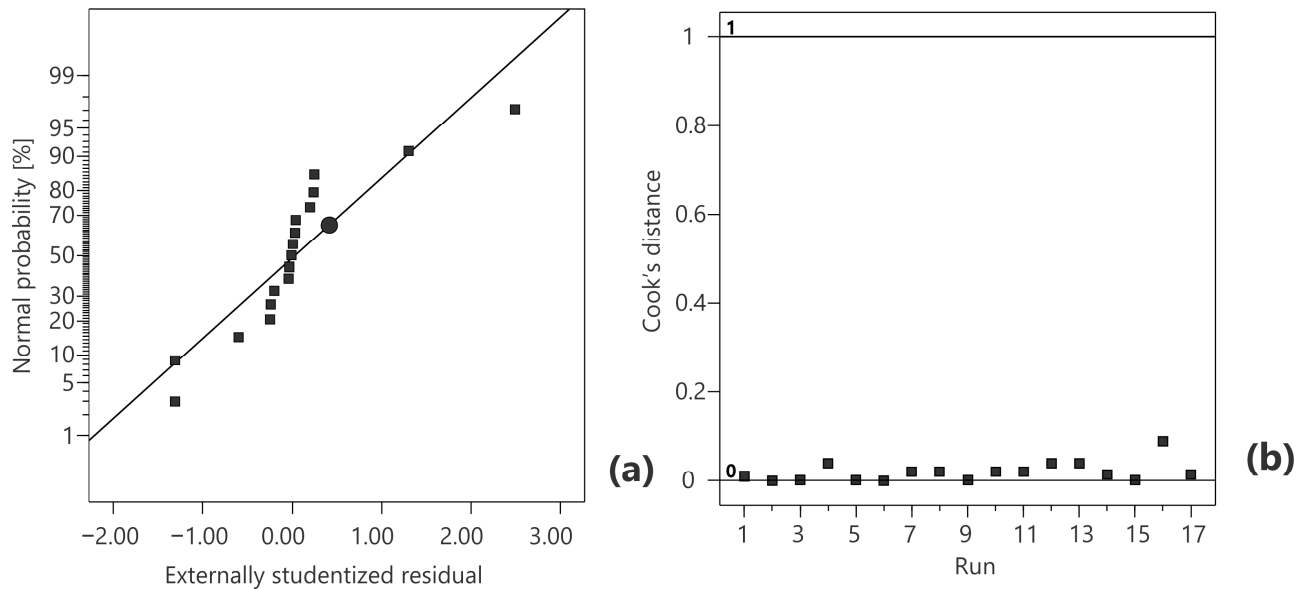 Normal probability [%]
99
95
90
80
70
50
30
20
10
5
1
−2.00 −1.00 0.00 1.00 2.00 3.00
Externally studentized residual
(a)
Cook's distance
1
0.8
0.6
0.4
0.2
0
1
0
1 3 5 7 9 11 13 15 17
Run
(b)